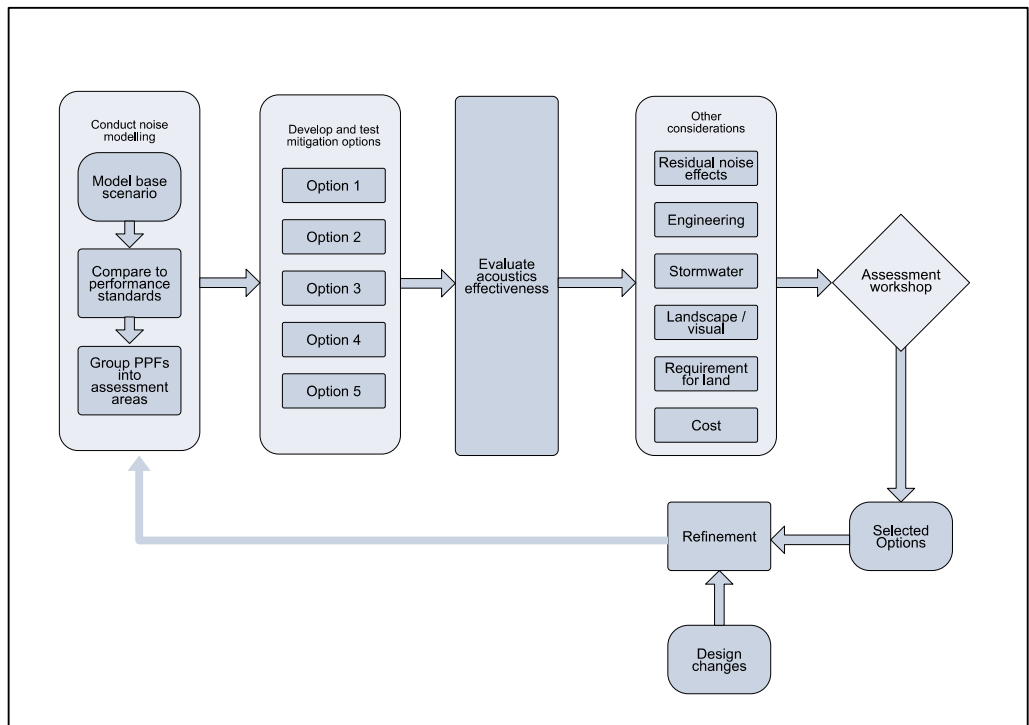 Conduct noise
modelling
Model base
scenario
Compare to
performance
standards
Group PPFs
into
assessment
areas
Develop and test
mitigation options
Option 1
Option 2
Option 3
Option 4
Option 5
Evaluate
acoustics
effectiveness
Other
considerations
Residual noise
effects
Engineering
Stormwater
Landscape /
visual
Requirement
for land
Cost
Assessment
workshop
Selected
Options
Refinement
Design
changes